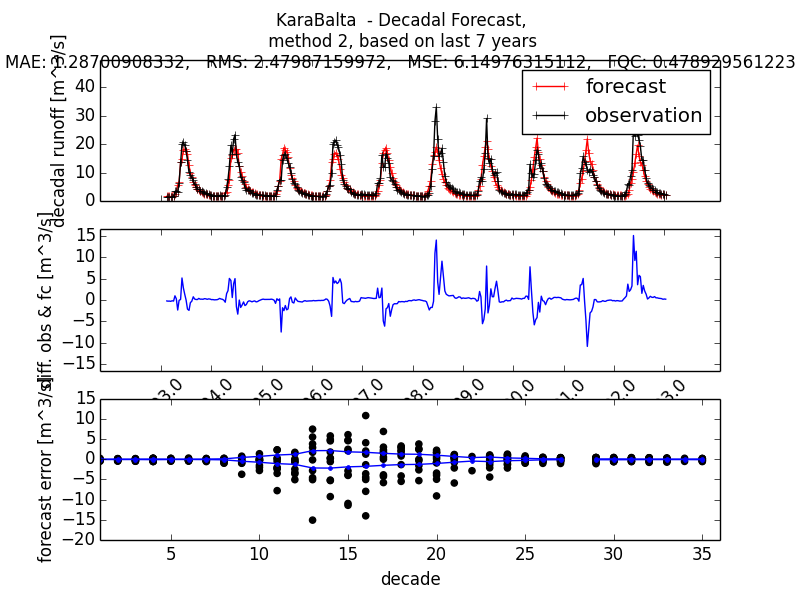 KaraBalta - Decadal Forecast,
method 2, based on last 7 years
RMS: 2.47987159972, MSE: 6.14976315112, FQC: 0.478929561223
decadal runoff [m^3/s]
40
30
20
10
0
forecast
observation
diff. obs & fc [m^3/s]
15
10
5
0
−5
−10
−15
forecast error [m^3/s]
15
10
5
0
−5
−10
−15
−20
5 10 15 20 25 30 35
decade